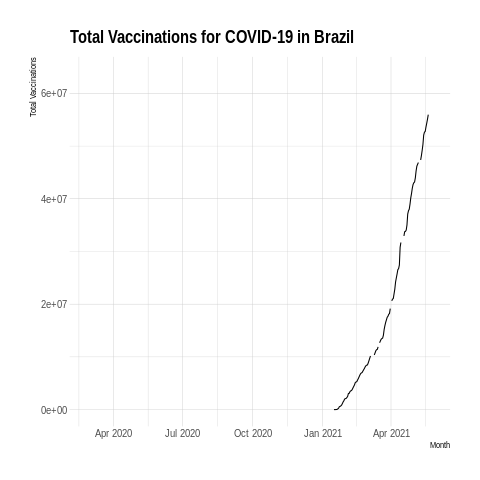 Total Vaccinations for COVID-19 in Brazil
Total Vaccinations
6e+07
4e+07
2e+07
0e+00
Apr 2020 Jul 2020 Oct 2020 Jan 2021 Apr 2021
Month